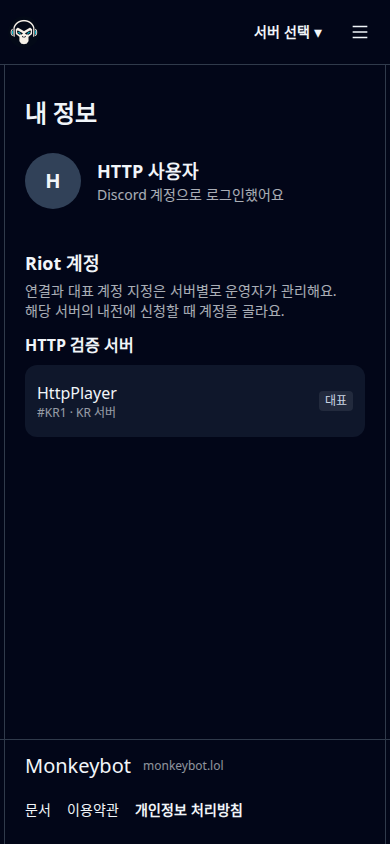 서버 선택 ▾
내 정보
H
HTTP 사용자
Discord 계정으로 로그인했어요
Riot 계정
연결과 대표 계정 지정은 서버별로 운영자가 관리해요.
해당 서버의 내전에 신청할 때 계정을 골라요.
HTTP 검증 서버
HttpPlayer
#KR1 · KR 서버
대표
Monkeybot monkeybot.lol
문서 이용약관 개인정보 처리방침